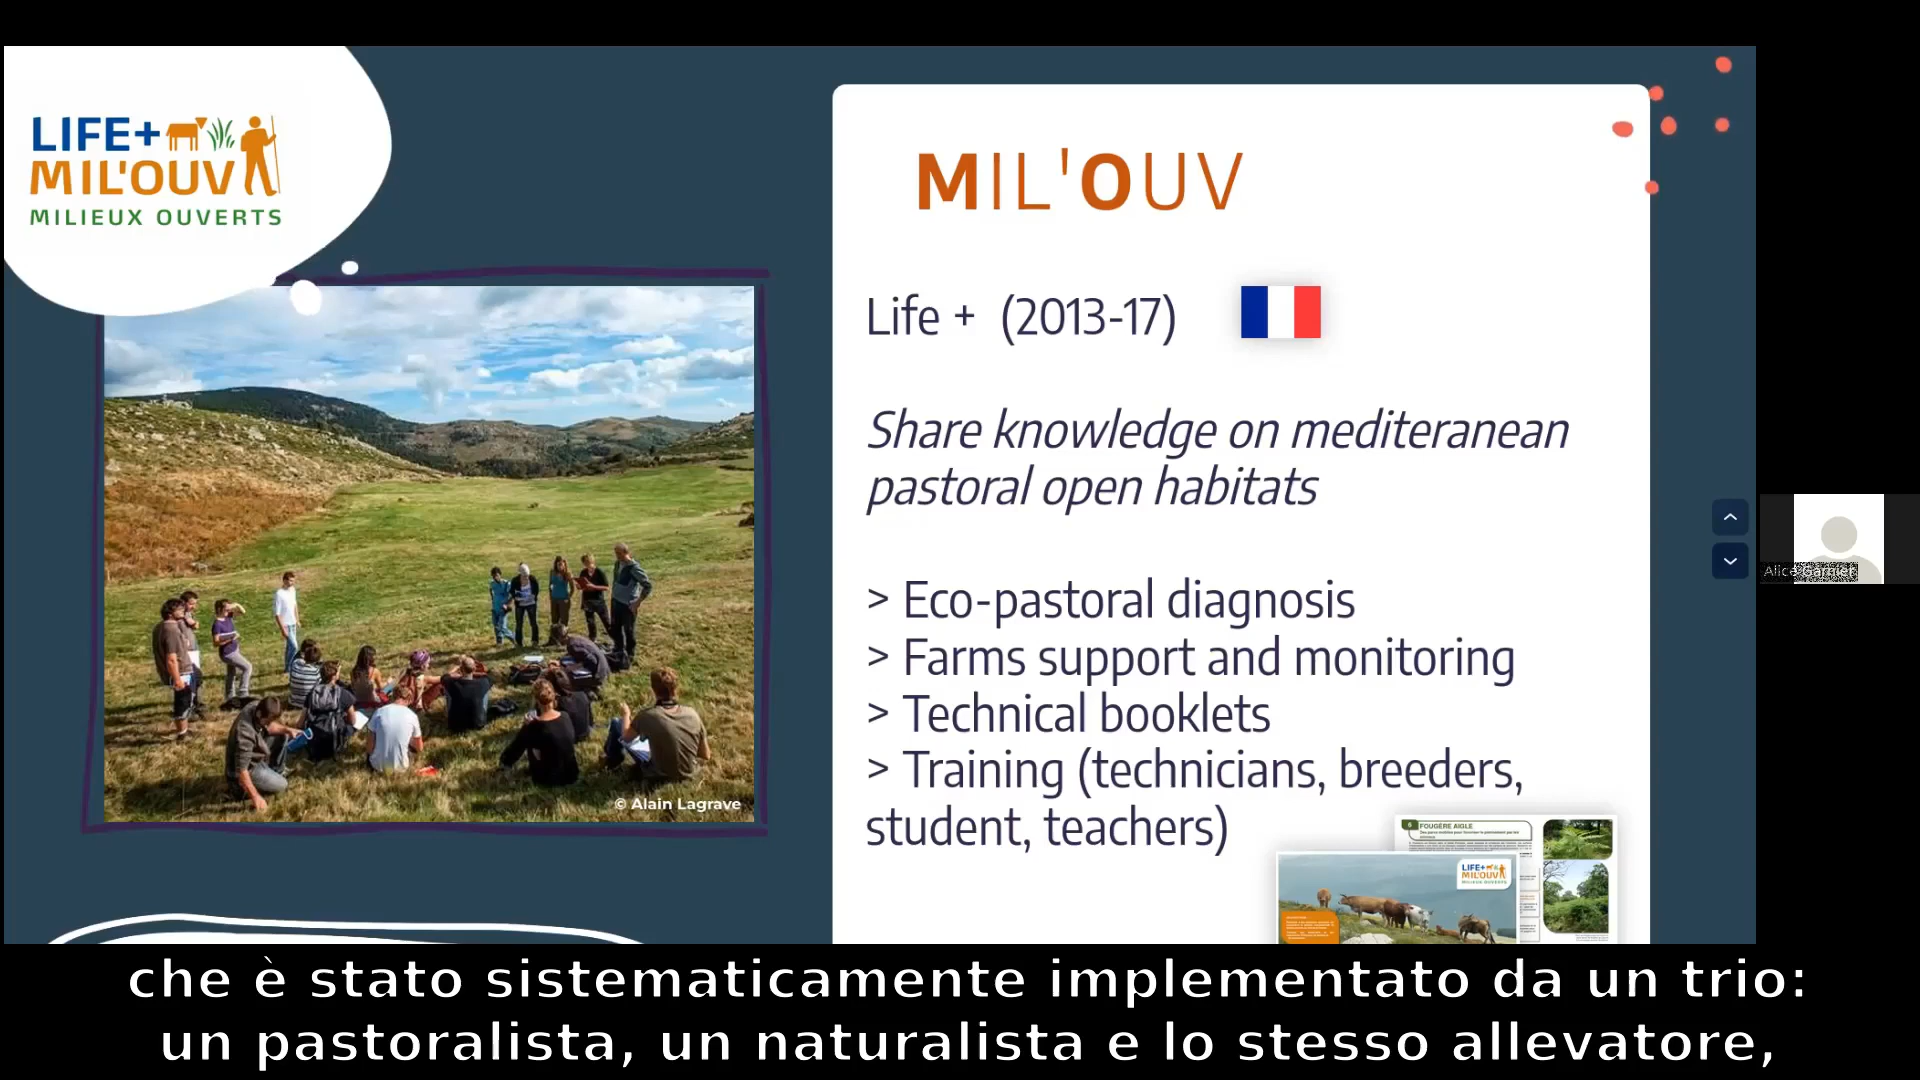 LIFE+
MIL'OUV
MILIEUX OUVERTS
MIL'OUV
Life + (2013-17)
Share knowledge on mediteranean
pastoral open habitats
> Eco-pastoral diagnosis
> Farms support and monitoring
> Technical booklets
> Training (technicians, breeders,
student, teachers)
© Alain Lagrave
6 FOUGÈRE AIGLE
LIFE+
MIL'OUV
MILIEUX OUVERTS
Alice Garnier
che è stato sistematicamente implementato da un trio:
un pastoralista, un naturalista e lo stesso allevatore,